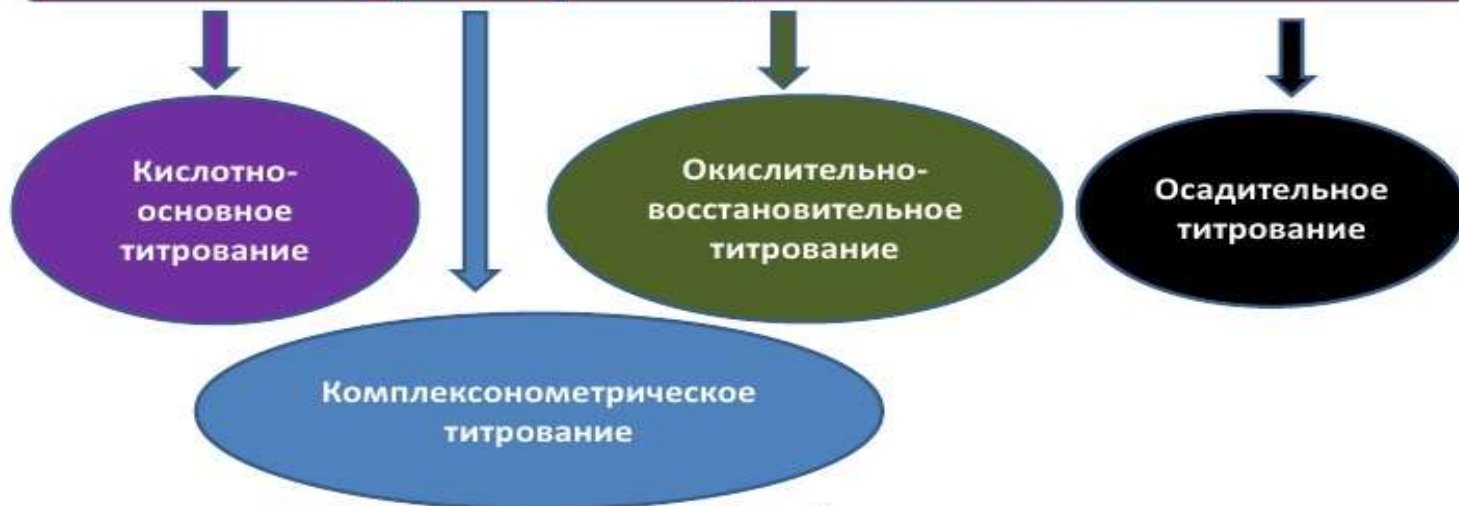 Кислотно-
основное
титрование
Окислительно-
восстановительное
титрование
Осадительное
титрование
Комплексонометрическое
титрование